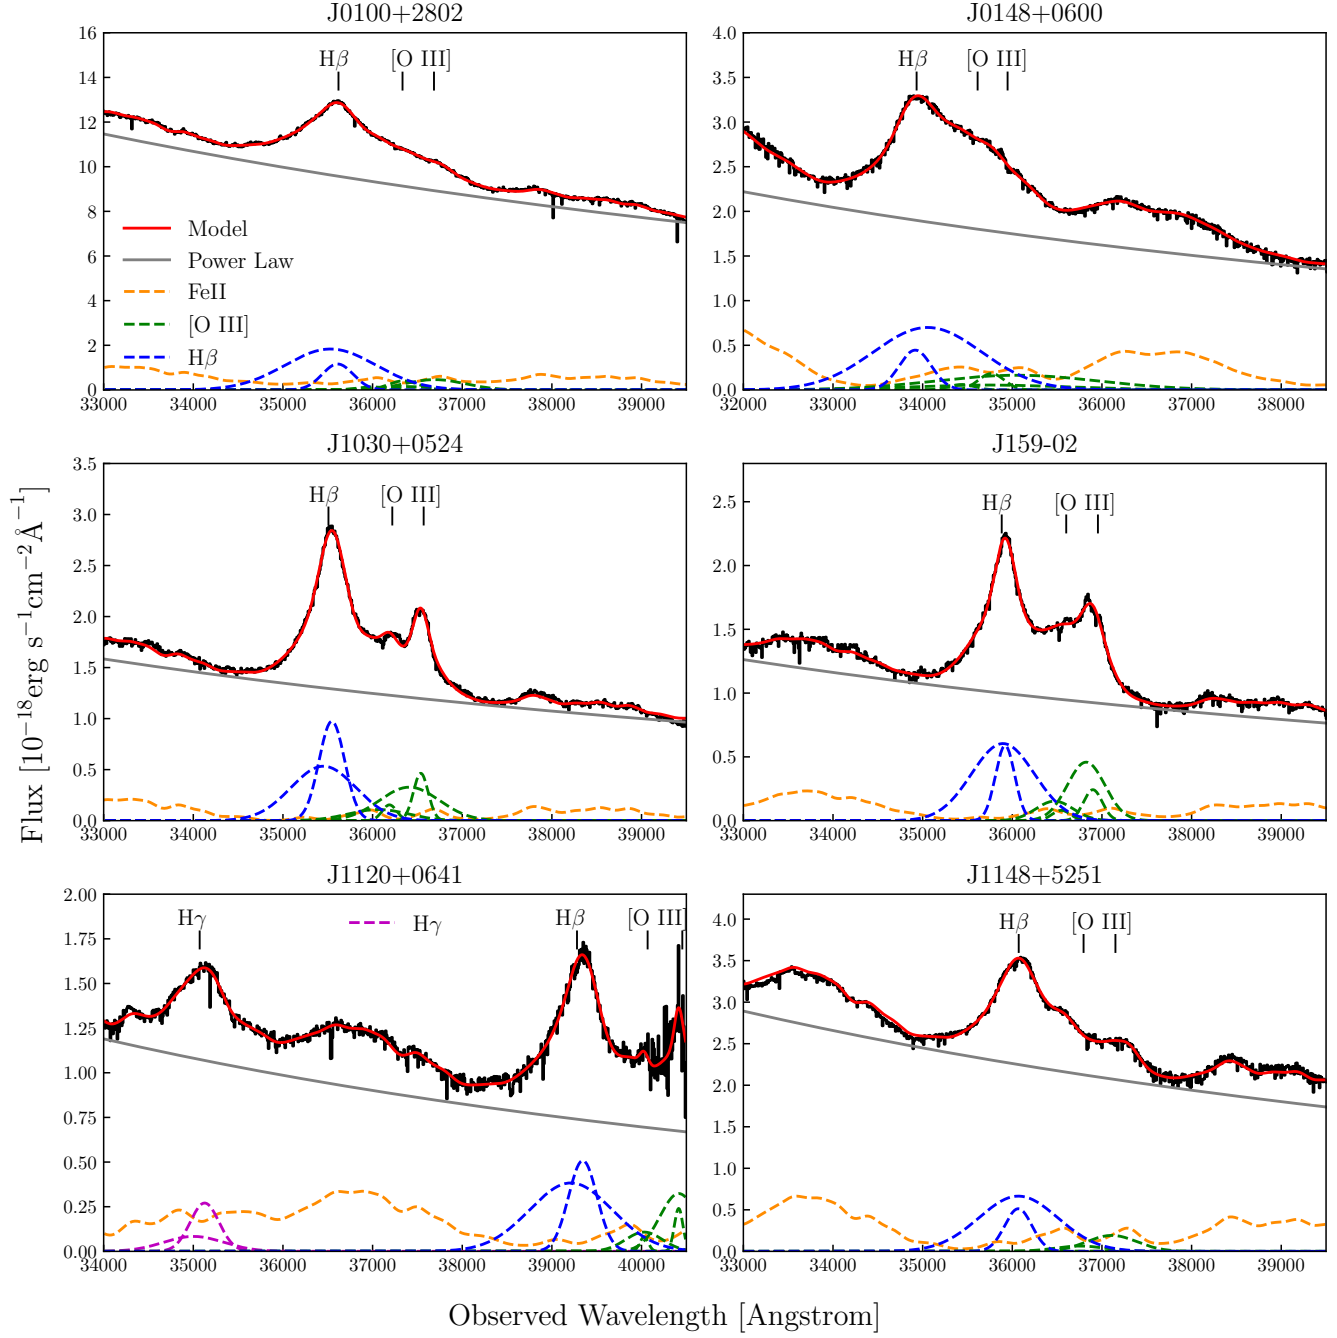 J0100+2802
J0148+0600
16
14
12
10
8
6
4
2
0
Hβ
[O III]
Model
Power Law
FeII
[O III]
Hβ
33000 34000 35000 36000 37000 38000 39000
4.0
3.5
3.0
2.5
2.0
1.5
1.0
0.5
0.0
Hβ
[O III]
32000 33000 34000 35000 36000 37000 38000
J1030+0524
J159-02
3.5
3.0
2.5
2.0
1.5
1.0
0.5
0.0
Hβ
[O III]
33000 34000 35000 36000 37000 38000 39000
2.5
2.0
1.5
1.0
0.5
0.0
Hβ
[O III]
33000 34000 35000 36000 37000 38000 39000
Flux [10⁻¹⁸erg s⁻¹cm⁻²Å⁻¹]
J1120+0641
J1148+5251
2.00
1.75
1.50
1.25
1.00
0.75
0.50
0.25
0.00
Hγ
Hγ
Hβ
[O III]
34000 35000 36000 37000 38000 39000 40000
4.0
3.5
3.0
2.5
2.0
1.5
1.0
0.5
0.0
Hβ
[O III]
33000 34000 35000 36000 37000 38000 39000
Observed Wavelength [Angstrom]